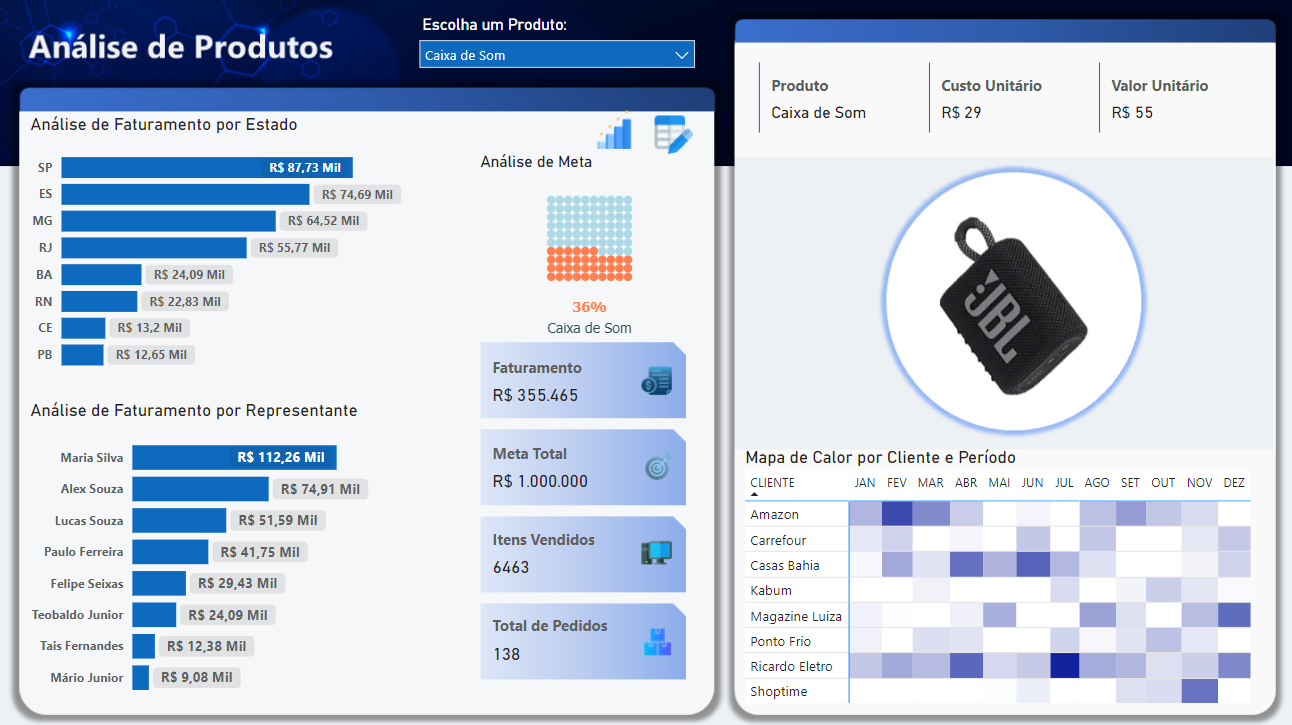 Análise de Produtos
Escolha um Produto:
Caixa de Som
Análise de Faturamento por Estado
SP R$ 87,73 Mil
ES R$ 74,69 Mil
MG R$ 64,52 Mil
RJ R$ 55,77 Mil
BA R$ 24,09 Mil
RN R$ 22,83 Mil
CE R$ 13,2 Mil
PB R$ 12,65 Mil
Análise de Faturamento por Representante
Maria Silva R$ 112,26 Mil
Alex Souza R$ 74,91 Mil
Lucas Souza R$ 51,59 Mil
Paulo Ferreira R$ 41,75 Mil
Felipe Seixas R$ 29,43 Mil
Teobaldo Junior R$ 24,09 Mil
Tais Fernandes R$ 12,38 Mil
Mário Junior R$ 9,08 Mil
Análise de Meta
36%
Caixa de Som
Faturamento
R$ 355.465
Meta Total
R$ 1.000.000
Itens Vendidos
6463
Total de Pedidos
138
Produto
Caixa de Som
Custo Unitário
R$ 29
Valor Unitário
R$ 55
JBL
Mapa de Calor por Cliente e Período
CLIENTE JAN FEV MAR ABR MAI JUN JUL AGO SET OUT NOV DEZ
Amazon
Carrefour
Casas Bahia
Kabum
Magazine Luiza
Ponto Frio
Ricardo Eletro
Shoptime